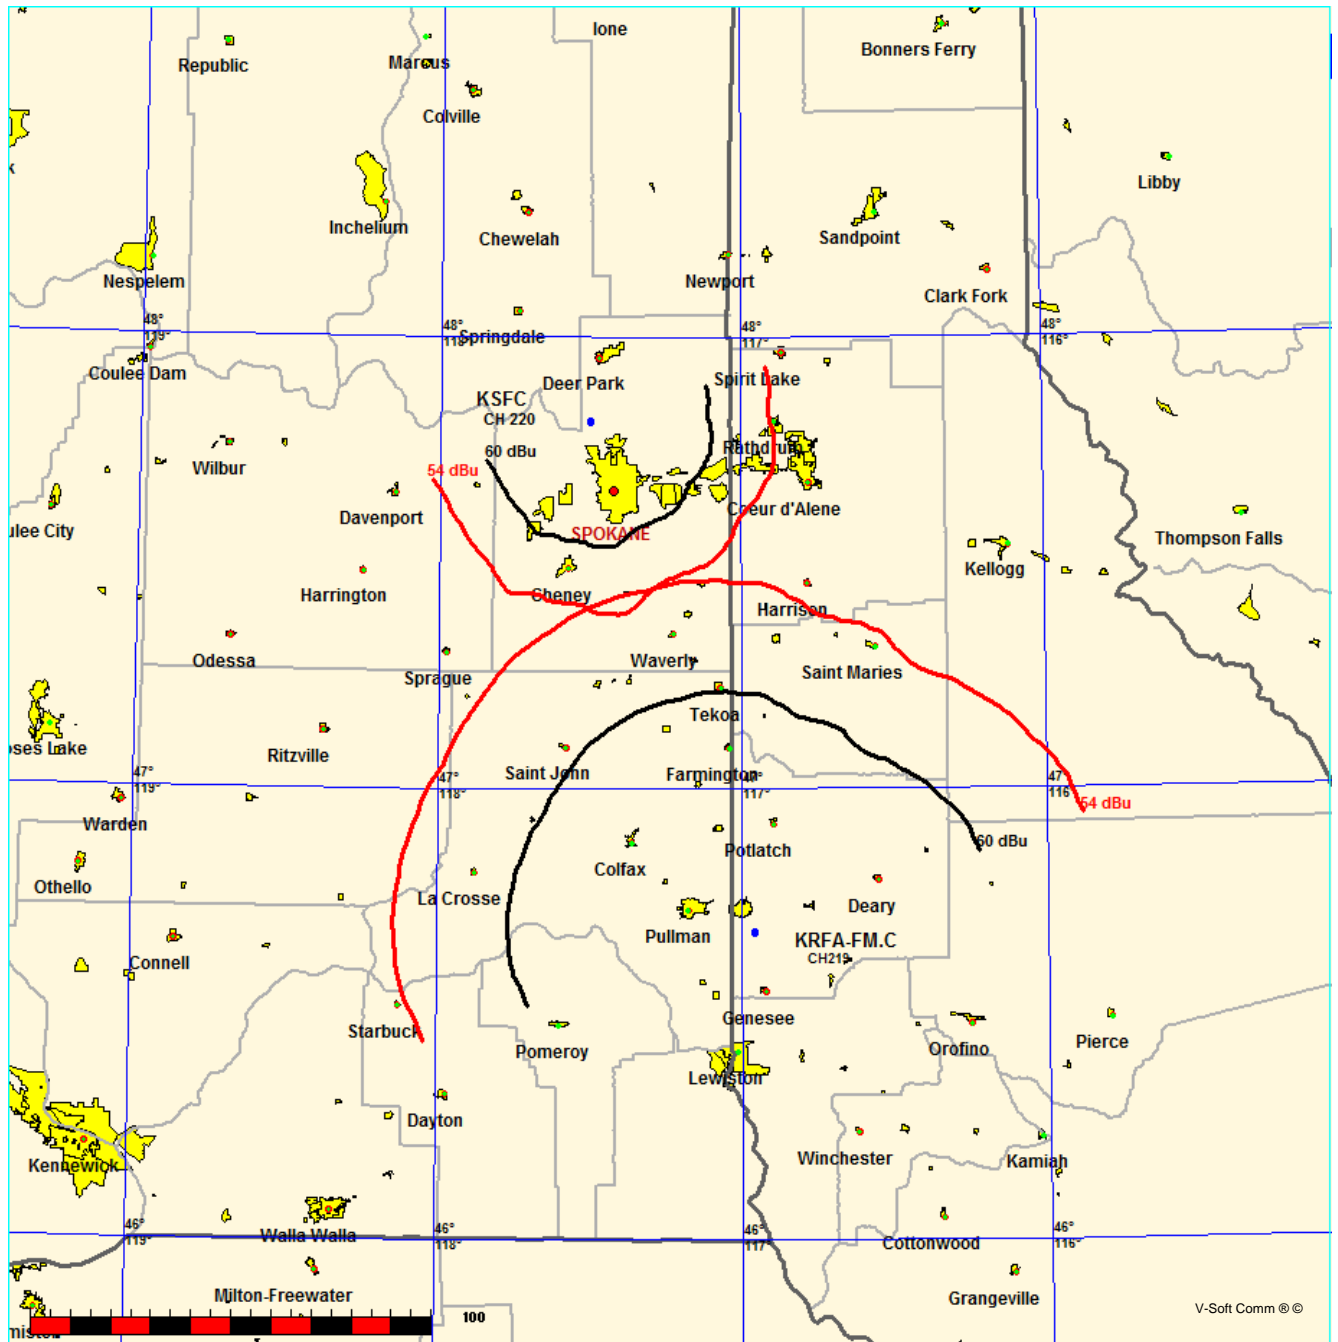 Ione
Bonners Ferry
Republic
Marcus
Colville
k
Libby
Inchelium
Chewelah
Sandpoint
Nespelem
Newport
Clark Fork
48°
119°
48°
118°
Springdale
48°
117°
48°
116°
Coulee Dam
Deer Park
Spirit Lake
KSFC
CH 220
60 dBu
Rathdrum
54 dBu
Wilbur
Davenport
Coeur d'Alene
ulee City
SPOKANE
Thompson Falls
Kellogg
Harrington
Cheney
Harrison
Odessa
Waverly
Sprague
Saint Maries
Tekoa
oses Lake
Ritzville
Saint John
Farmington
47°
119°
47°
118°
47°
117°
47°
116°
54 dBu
Warden
60 dBu
Potlatch
Colfax
Othello
La Crosse
Deary
Pullman
KRFA-FM.C
CH219
Connell
Genesee
Starbuck
Pomeroy
Orofino
Pierce
Lewiston
Dayton
Winchester
Kamiah
Kennewick
46°
119°
46°
118°
46°
117°
46°
116°
Walla Walla
Cottonwood
Milton-Freewater
Grangeville
100
V-Soft Comm ® ©